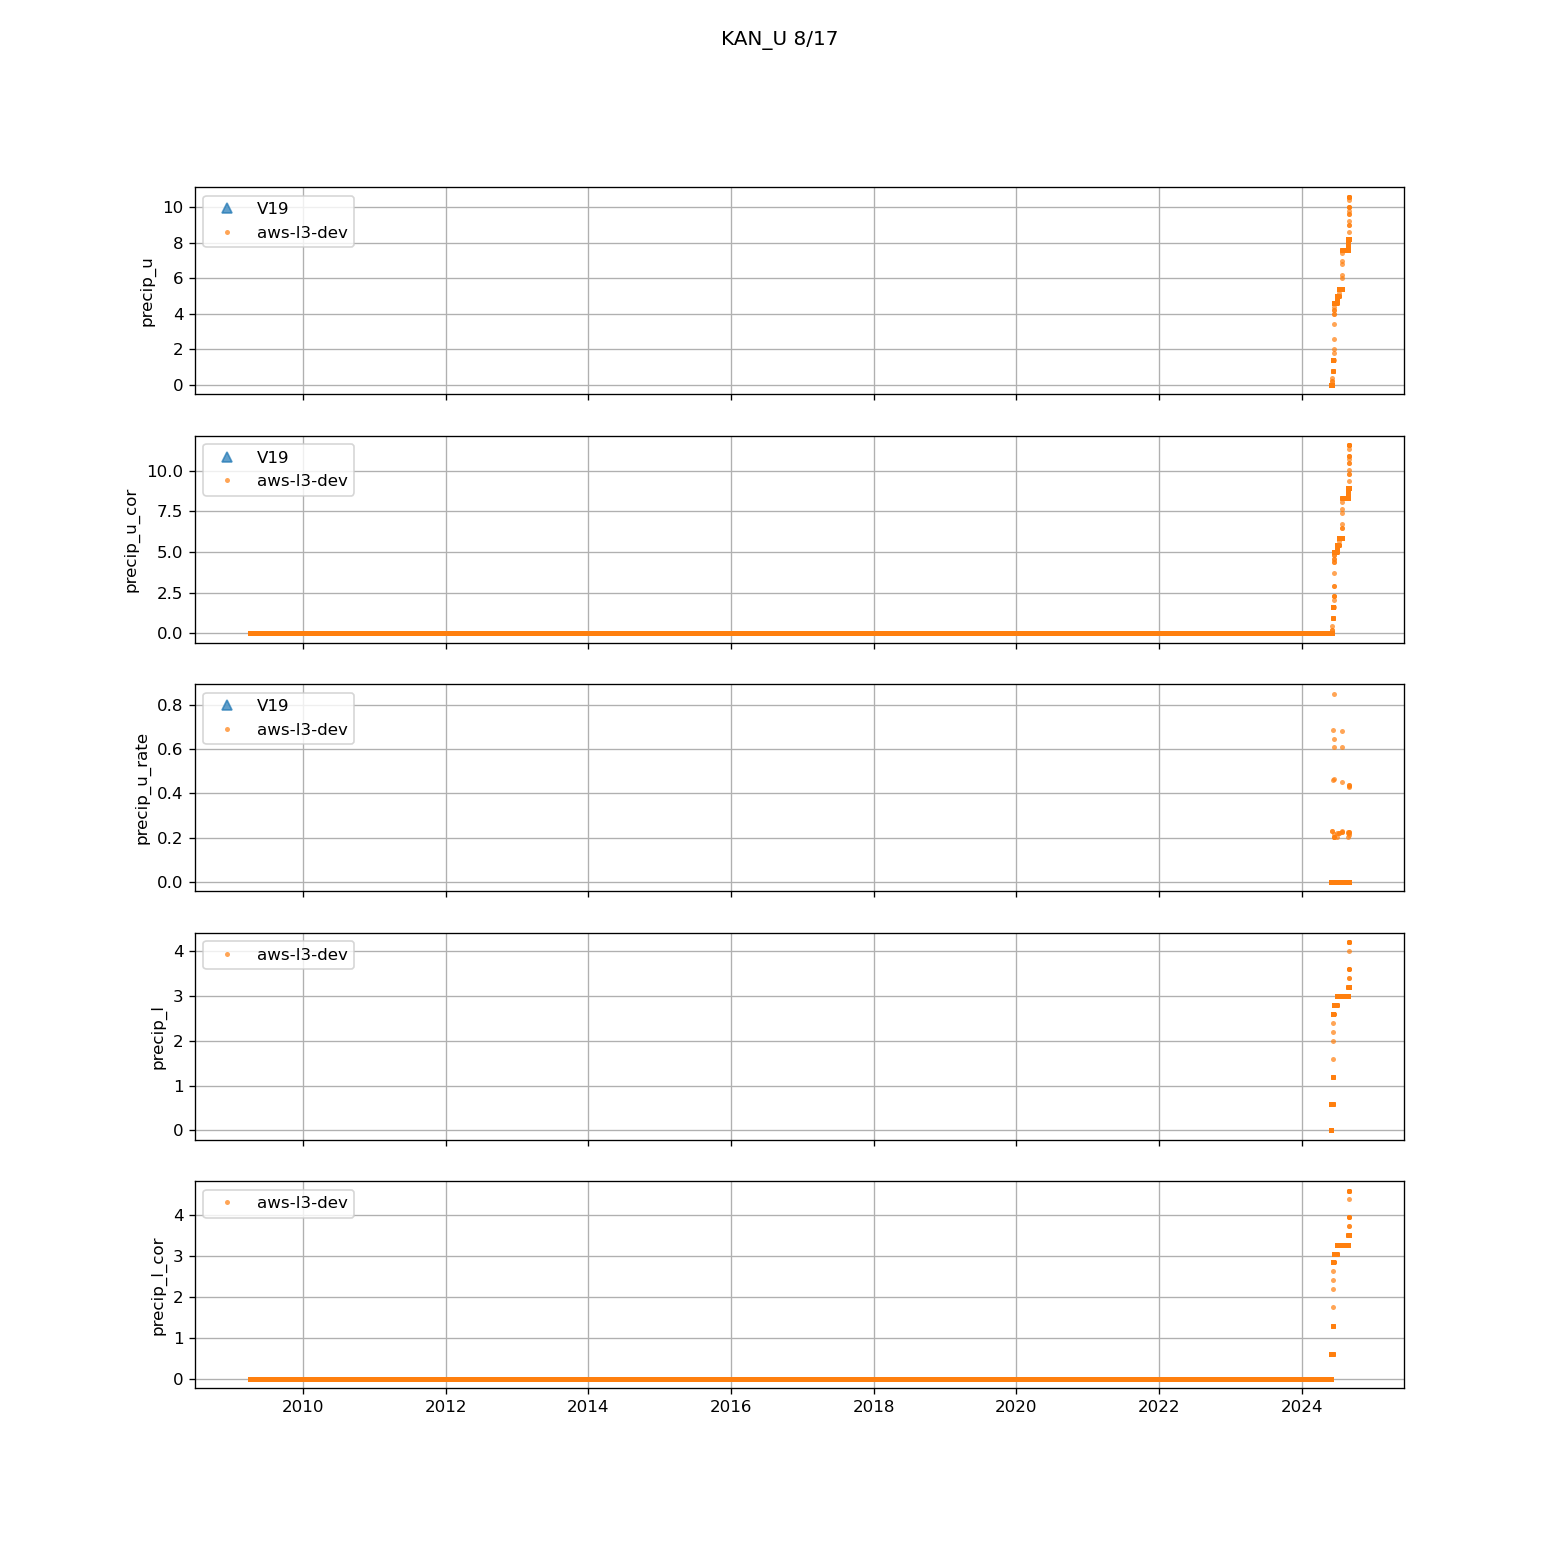 KAN_U 8/17
precip_u
10
8
6
4
2
0
V19
aws-l3-dev
precip_u_cor
10.0
7.5
5.0
2.5
0.0
V19
aws-l3-dev
precip_u_rate
0.8
0.6
0.4
0.2
0.0
V19
aws-l3-dev
precip_l
4
3
2
1
0
aws-l3-dev
precip_l_cor
4
3
2
1
0
aws-l3-dev
2010 2012 2014 2016 2018 2020 2022 2024